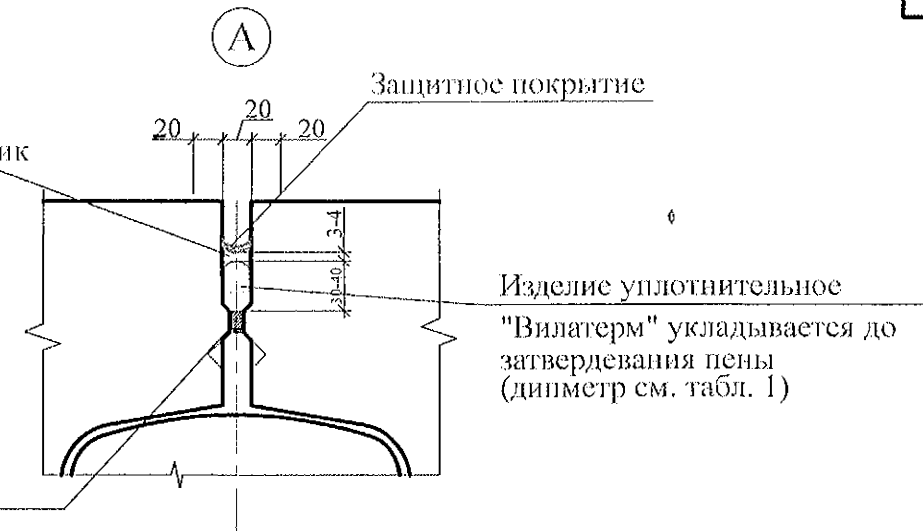 А
Защитное покрытие
20
20
20
ик
3-4
30-40
Изделие уплотнительное
"Вилатерм" укладывается до
затвердевания пены
(дипметр см. табл. 1)